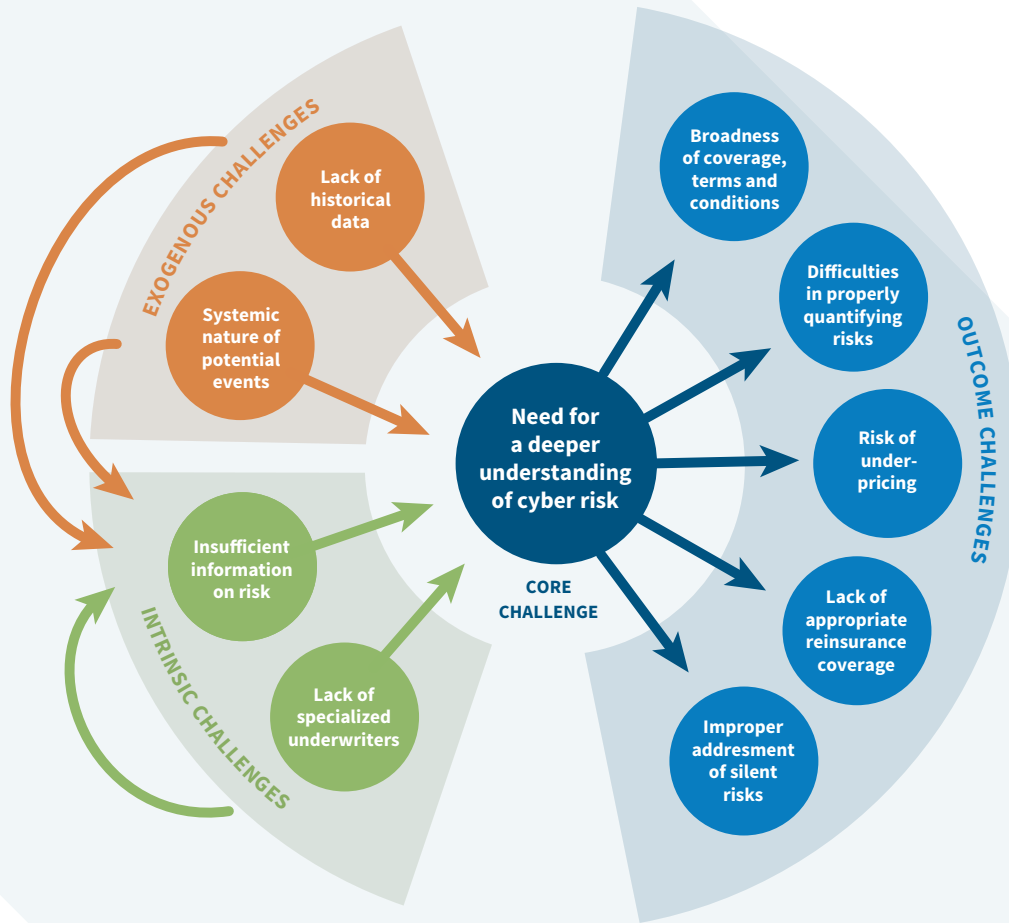 EXOGENOUS CHALLENGES
Lack of
historical
data
Systemic
nature of
potential
events
INTRINSIC CHALLENGES
Insufficient
information
on risk
Lack of
specialized
underwriters
Need for
a deeper
understanding
of cyber risk
CORE
CHALLENGE
OUTCOME CHALLENGES
Broadness
of coverage,
terms and
conditions
Difficulties
in properly
quantifying
risks
Risk of
under-
pricing
Lack of
appropriate
reinsurance
coverage
Improper
addresment
of silent
risks